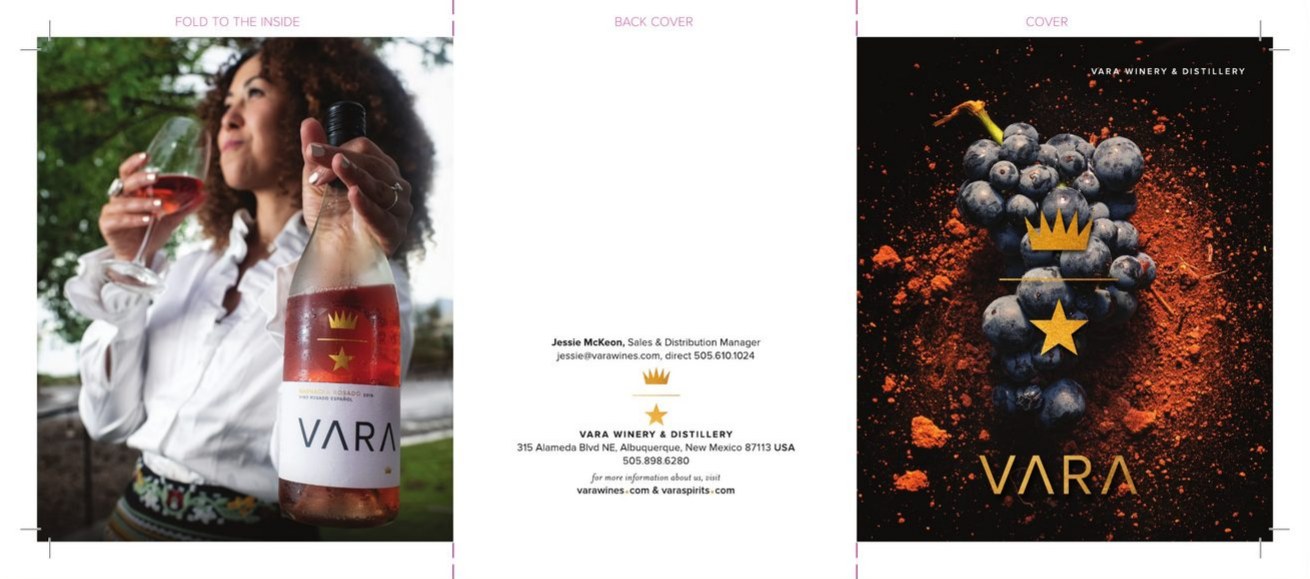 FOLD TO THE INSIDE
BACK COVER
COVER
VARA
Jessie McKeon, Sales & Distribution Manager
jessie@varawines.com, direct 505.610.1024
VARA WINERY & DISTILLERY
315 Alameda Blvd NE, Albuquerque, New Mexico 87113 USA
505.898.6280
for more information about us, visit
varawines.com & varaspirits.com
VARA WINERY & DISTILLERY
VARA